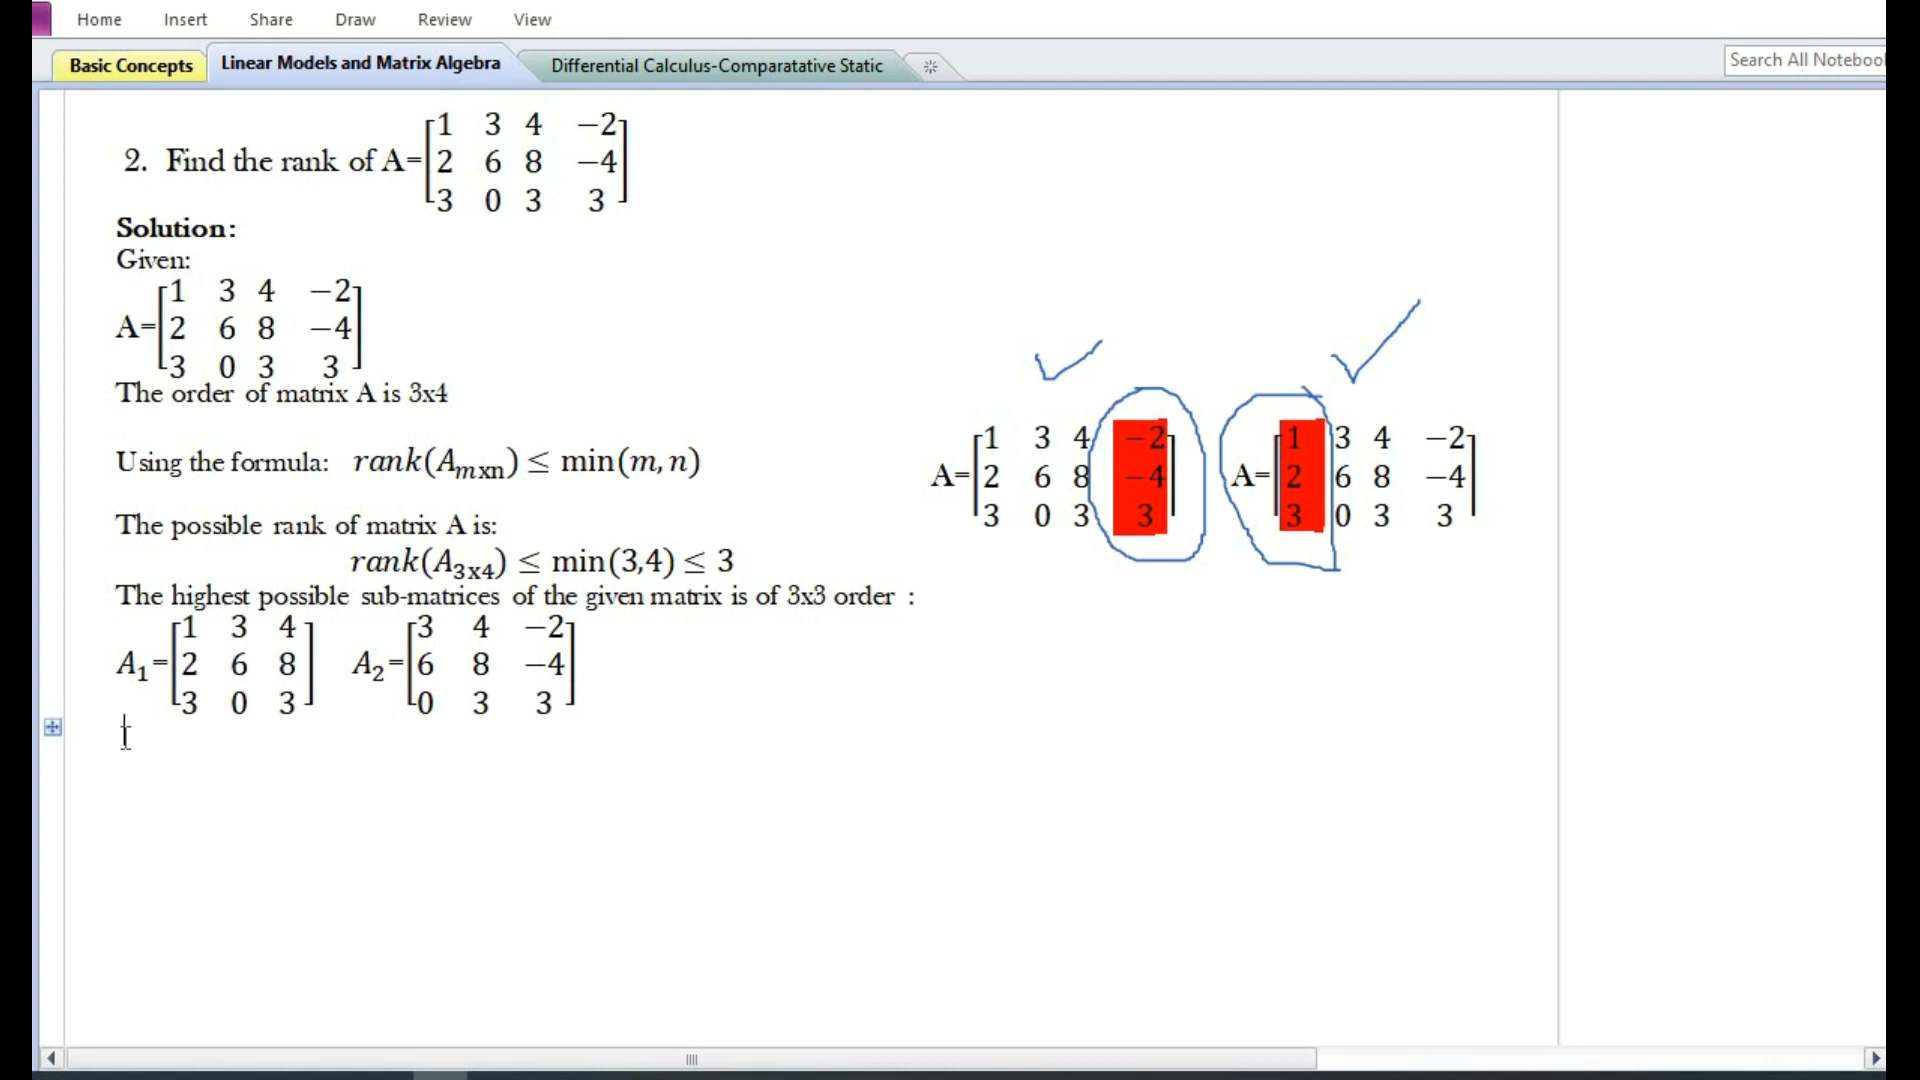 Home Insert Share Draw Review View
Basic Concepts Linear Models and Matrix Algebra Differential Calculus-Comparatative Static
Search All Notebool
2. Find the rank of A=[1 3 4 −2
2 6 8 −4
3 0 3 3]
Solution:
Given:
A=[1 3 4 −2
2 6 8 −4
3 0 3 3]
The order of matrix A is 3x4
Using the formula: rank(Aₘₓₙ) ≤ min(m, n)
The possible rank of matrix A is:
rank(A₃ₓ₄) ≤ min(3,4) ≤ 3
The highest possible sub-matrices of the given matrix is of 3x3 order :
A₁=[1 3 4
2 6 8
3 0 3]
A₂=[3 4 −2
6 8 −4
0 3 3]
A=[1 3 4 −2
2 6 8 −4
3 0 3 3]
A=[1 3 4 −2
2 6 8 −4
3 0 3 3]